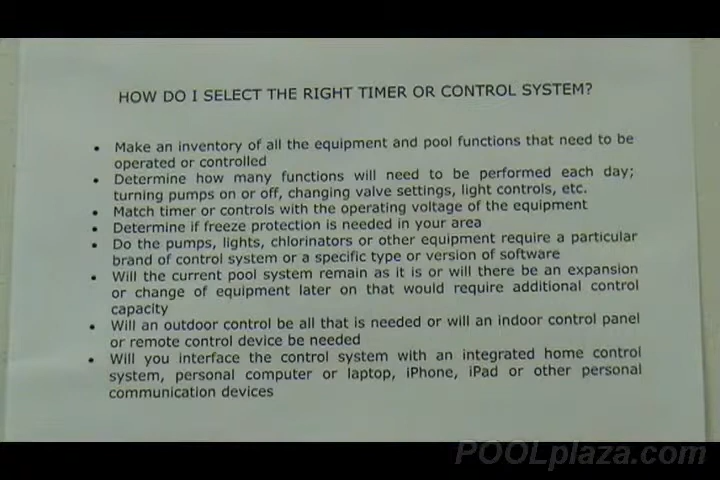 HOW DO I SELECT THE RIGHT TIMER OR CONTROL SYSTEM?
• Make an inventory of all the equipment and pool functions that need to be
operated or controlled
• Determine how many functions will need to be performed each day;
turning pumps on or off, changing valve settings, light controls, etc.
• Match timer or controls with the operating voltage of the equipment
• Determine if freeze protection is needed in your area
• Do the pumps, lights, chlorinators or other equipment require a particular
brand of control system or a specific type or version of software
• Will the current pool system remain as it is or will there be an expansion
or change of equipment later on that would require additional control
capacity
• Will an outdoor control be all that is needed or will an indoor control panel
or remote control device be needed
• Will you interface the control system with an integrated home control
system, personal computer or laptop, iPhone, iPad or other personal
communication devices
POOLplaza.com